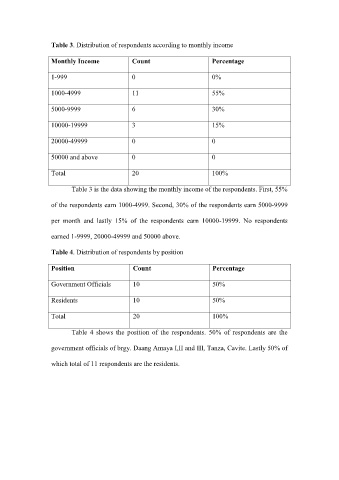 Table 3. Distribution of respondents according to monthly income
Monthly Income Count Percentage
1-999 0 0%
1000-4999 11 55%
5000-9999 6 30%
10000-19999 3 15%
20000-49999 0 0
50000 and above 0 0
Total 20 100%
Table 3 is the data showing the monthly income of the respondents. First, 55%
of the respondents earn 1000-4999. Second, 30% of the respondents earn 5000-9999
per month and lastly 15% of the respondents earn 10000-19999. No respondents
earned 1-9999, 20000-49999 and 50000 above.
Table 4. Distribution of respondents by position
Position Count Percentage
Government Officials 10 50%
Residents 10 50%
Total 20 100%
Table 4 shows the position of the respondents. 50% of respondents are the
government officials of brgy. Daang Amaya I,II and III, Tanza, Cavite. Lastly 50% of
which total of 11 respondents are the residents.